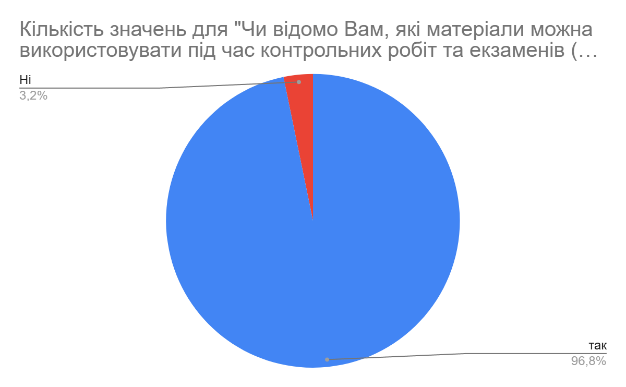 Кількість значень для "Чи відомо Вам, які матеріали можна
використовувати під час контрольних робіт та екзаменів (…
Ні
3,2%
так
96,8%